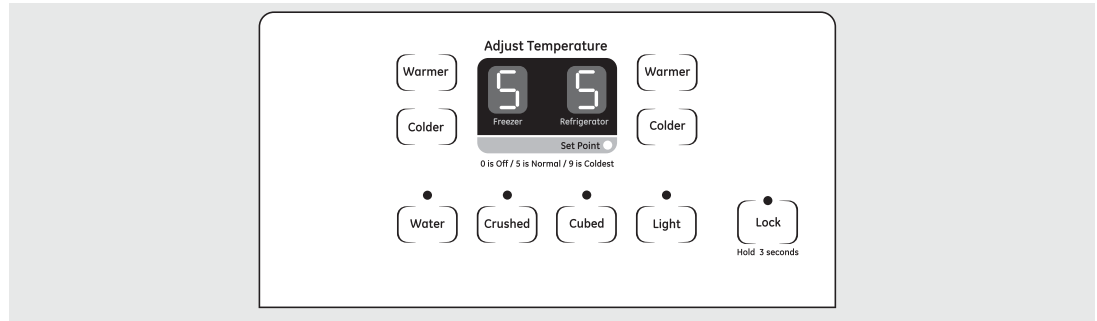 Adjust Temperature
Warmer
5 5
Warmer
Freezer Refrigerator
Colder
Colder
Set Point
0 is Off / 5 is Normal / 9 is Coldest
Water Crushed Cubed Light Lock
Hold 3 seconds